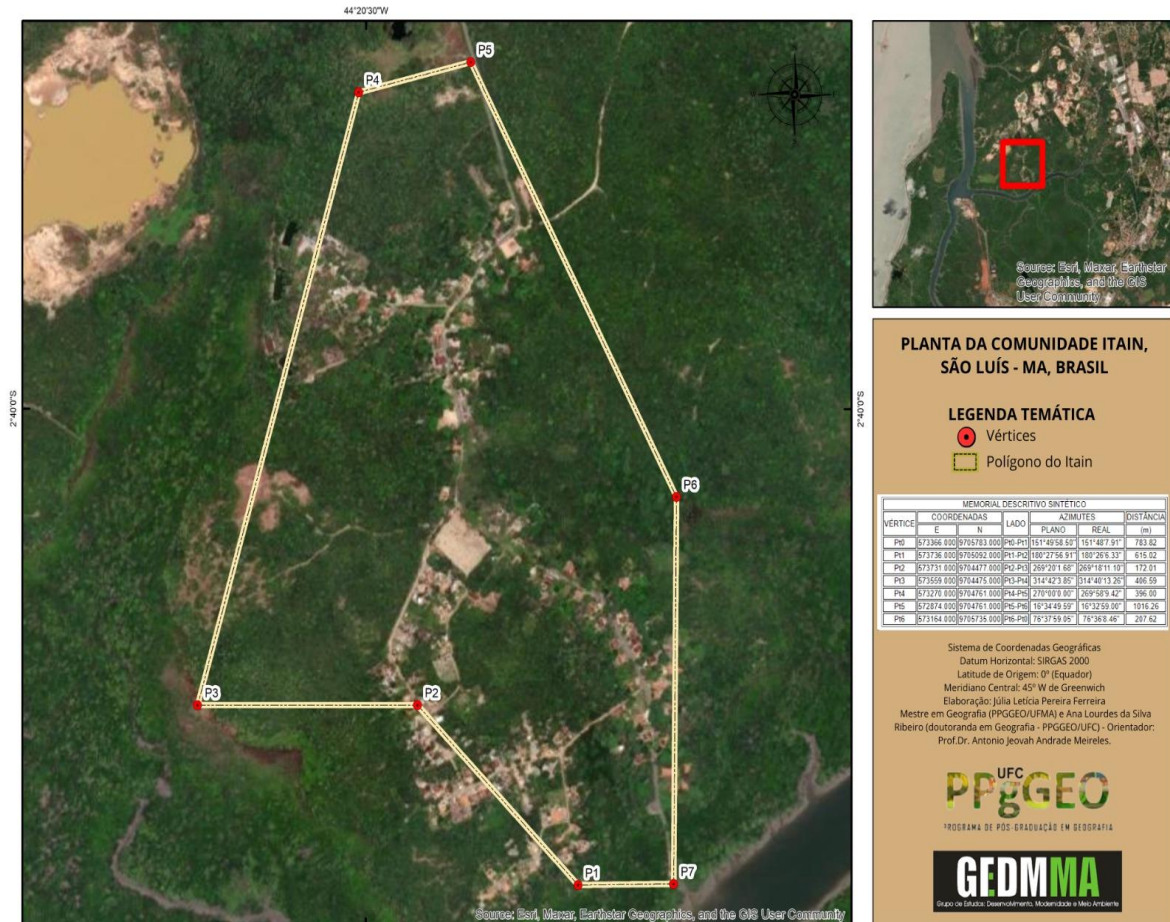 44°20'30"W
P5
P4
2°40'0"S
2°40'0"S
P6
P3
P2
P1
P7
Source: Esri, Maxar, Earthstar Geographics, and the GIS User Community
Source: Esri, Maxar, Earthstar
Geographics, and the GIS
User Community
PLANTA DA COMUNIDADE ITAIN,
SÃO LUÍS - MA, BRASIL
LEGENDA TEMÁTICA
Vértices
Polígono do Itain
MEMORIAL DESCRITIVO SINTÉTICO
VÉRTICE COORDENADAS LADO AZIMUTES DISTÂNCIA
E N PLANO REAL (m)
Pt0 573366.000 9705783.000 Pt0-Pt1 151°49'58.50" 151°48'7.91" 783.82
Pt1 573736.000 9705092.000 Pt1-Pt2 180°27'56.91" 180°26'6.33" 615.02
Pt2 573731.000 9704477.000 Pt2-Pt3 269°20'1.68" 269°18'11.10" 172.01
Pt3 573559.000 9704475.000 Pt3-Pt4 314°42'3.85" 314°40'13.26" 406.59
Pt4 573270.000 9704761.000 Pt4-Pt5 270°00'0.00" 269°58'9.42" 396.00
Pt5 572874.000 9704761.000 Pt5-Pt6 16°34'49.59" 16°32'59.00" 1016.26
Pt6 573164.000 9705735.000 Pt6-Pt0 76°37'59.05" 76°36'8.46" 207.62
Sistema de Coordenadas Geográficas
Datum Horizontal: SIRGAS 2000
Latitude de Origem: 0º (Equador)
Meridiano Central: 45º W de Greenwich
Elaboração: Júlia Letícia Pereira Ferreira
Mestre em Geografia (PPGGEO/UFMA) e Ana Lourdes da Silva
Ribeiro (doutoranda em Geografia - PPGGEO/UFC) - Orientador:
Prof.Dr. Antonio Jeovah Andrade Meireles.
UFC
PPgGEO
PROGRAMA DE PÓS-GRADUAÇÃO EM GEOGRAFIA
GEDMMA
Grupo de Estudos: Desenvolvimento, Modernidade e Meio Ambiente